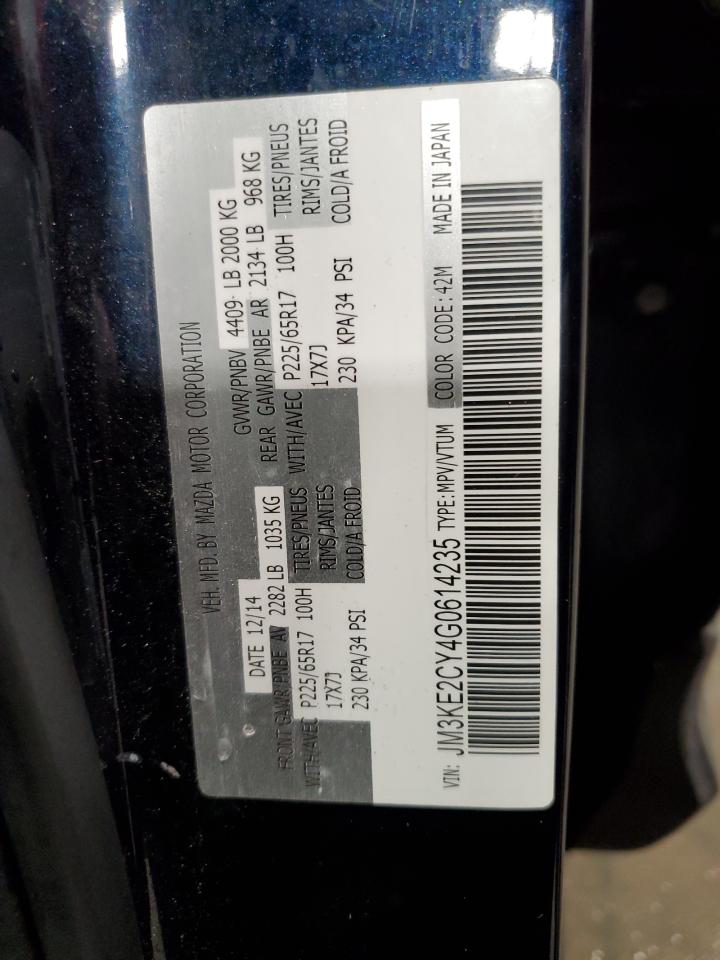 VEH. MFD. BY MAZDA MOTOR CORPORATION
DATE 12/14 GVWR/PNBV 4409 LB 2000 KG
FRONT GAWR/PNBE AV 2282 LB 1035 KG REAR GAWR/PNBE AR 2134 LB 968 KG
WITH/AVEC P225/65R17 100H TIRES/PNEUS WITH/AVEC P225/65R17 100H TIRES/PNEUS
17X7J RIMS/JANTES 17X7J RIMS/JANTES
230 KPA/34 PSI COLD/A FROID 230 KPA/34 PSI COLD/A FROID
VIN: JM3KE2CY4G0614235 TYPE:MPV/VTUM COLOR CODE:42M MADE IN JAPAN